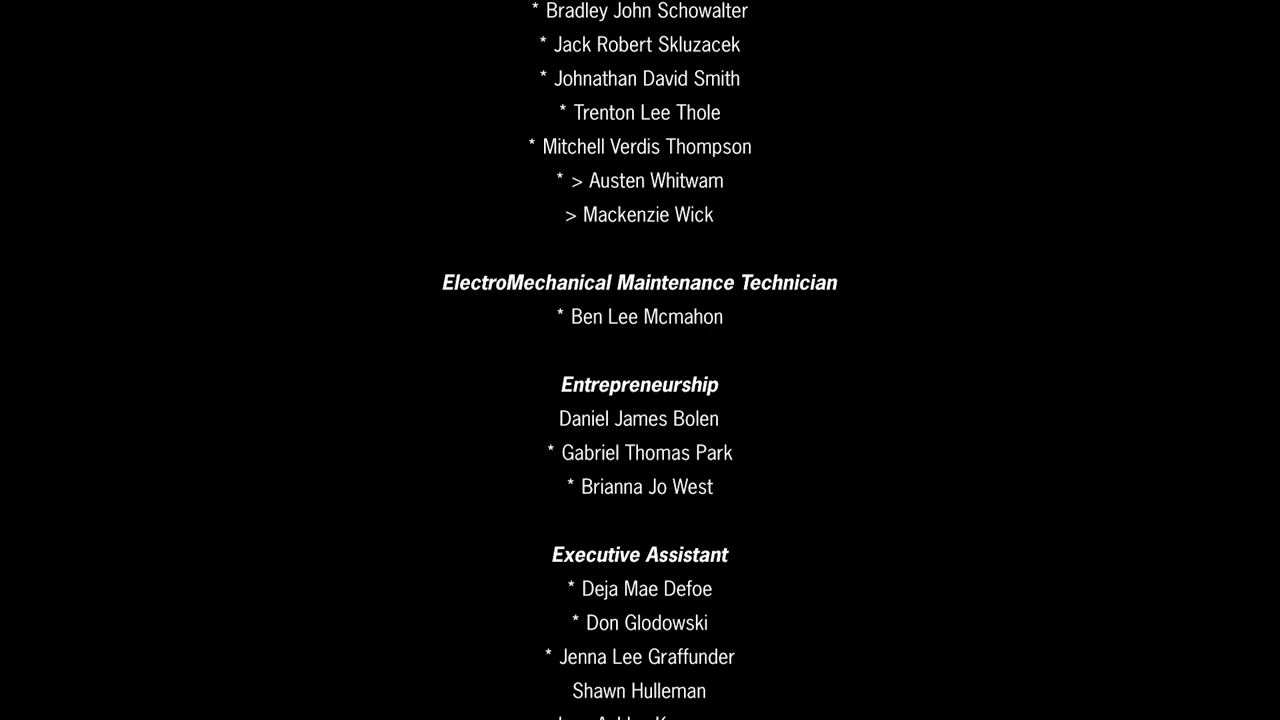 * Bradley John Schowalter
* Jack Robert Skluzacek
* Johnathan David Smith
* Trenton Lee Thole
* Mitchell Verdis Thompson
* > Austen Whitwam
> Mackenzie Wick
ElectroMechanical Maintenance Technician
* Ben Lee Mcmahon
Entrepreneurship
Daniel James Bolen
* Gabriel Thomas Park
* Brianna Jo West
Executive Assistant
* Deja Mae Defoe
* Don Glodowski
* Jenna Lee Graffunder
Shawn Hulleman